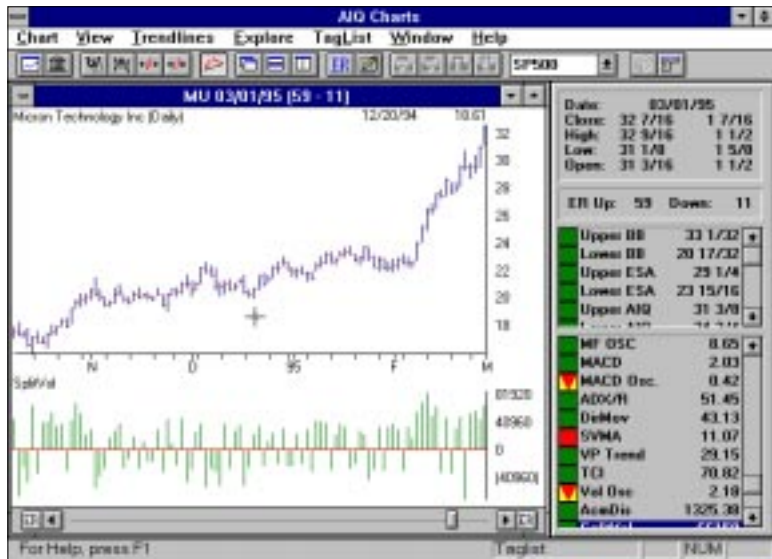 AIQ Charts
Chart View Trendlines Explore TagList Window Help
ER SP500
MU 03/01/95 (59 - 11)
Micron Technology Inc (Daily) 12/20/94 18.61
32
30
28
26
24
22
20
18
N D 95 F M
SplitVol
81920
40960
0
(40960)
Date: 03/01/95
Close: 32 7/16 1 7/16
High: 32 9/16 1 1/2
Low: 31 1/8 1 5/8
Open: 31 3/16 1 1/2
ER Up: 59 Down: 11
Upper BB 33 1/32
Lower BB 20 17/32
Upper ESA 29 1/4
Lower ESA 23 15/16
Upper AIQ 31 3/8
MF OSC 8.65
MACD 2.03
MACD Osc. 0.42
ADX/R 51.45
DirMov 43.13
SVMA 11.07
VP Trend 29.15
TCI 70.82
Vol Osc 2.18
AcmDis 1325.38
For Help, press F1
Taglist
NUM